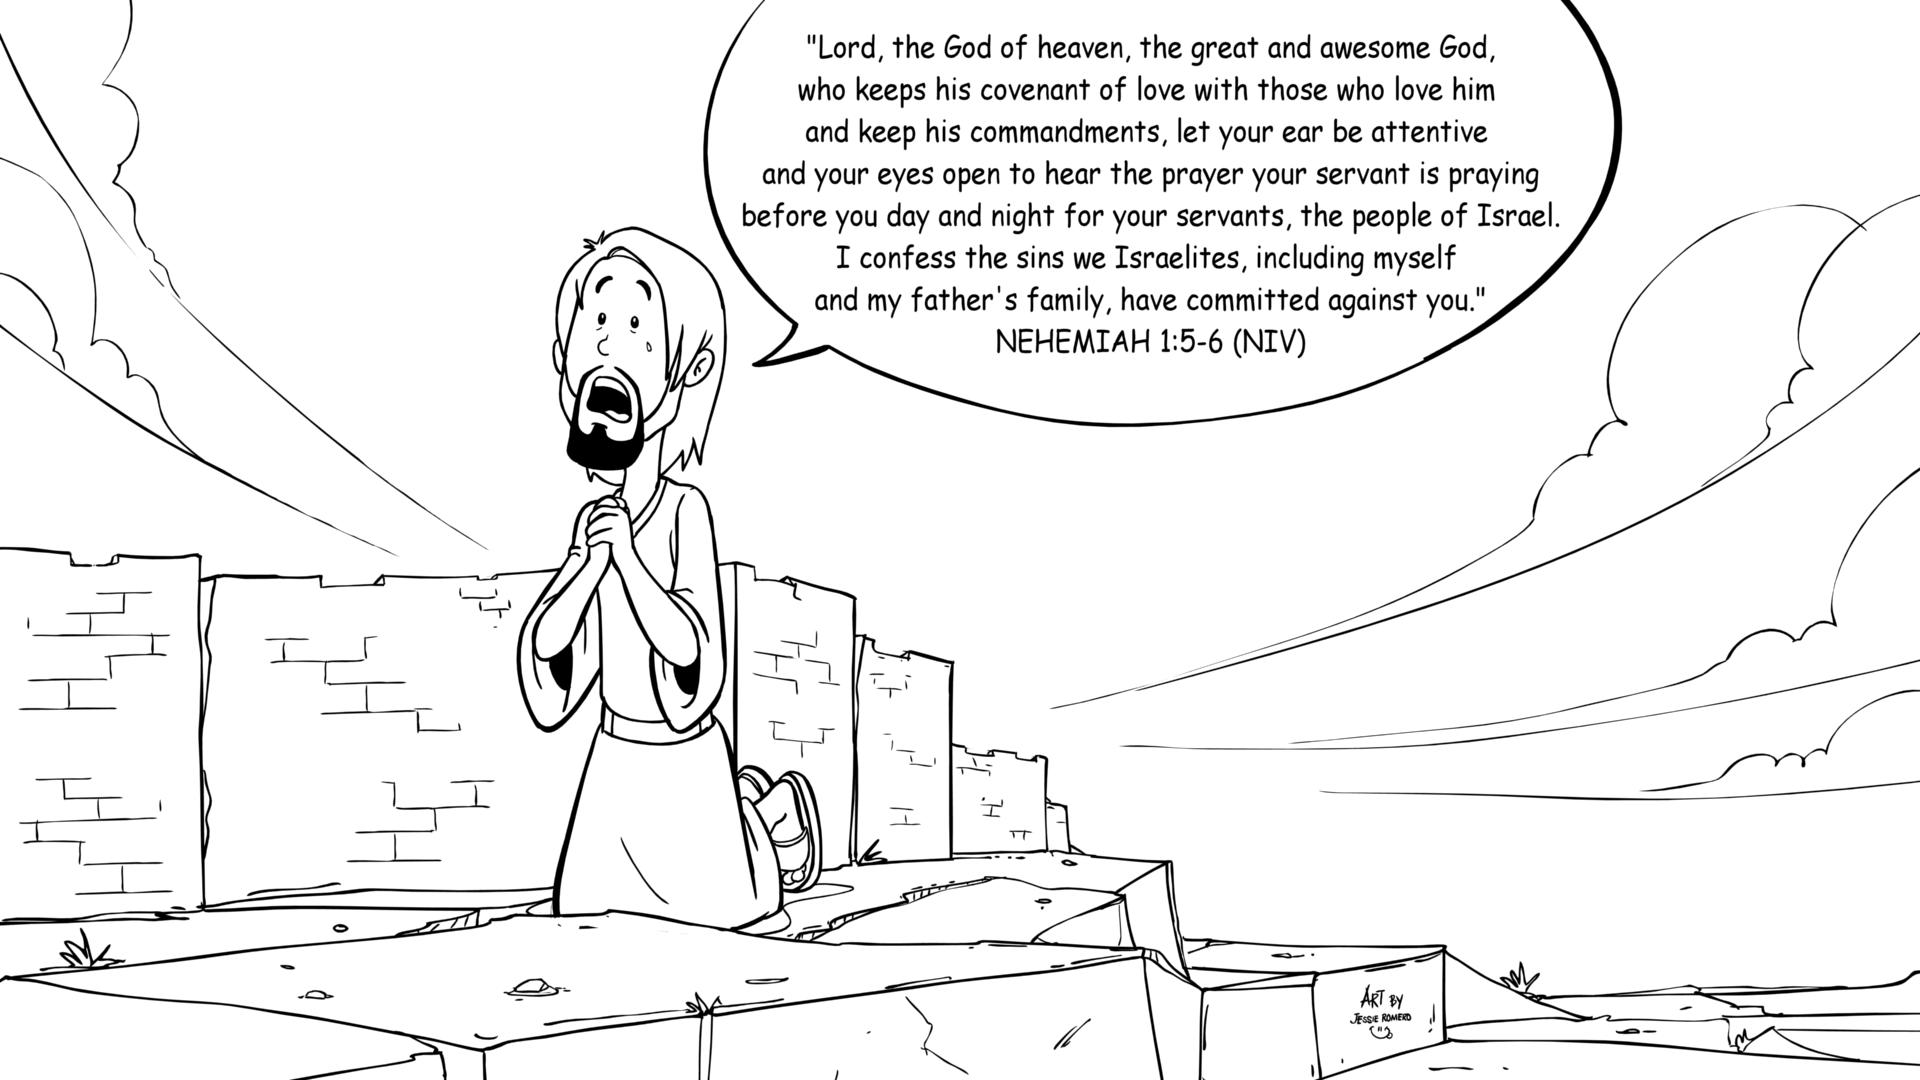 "Lord, the God of heaven, the great and awesome God,
who keeps his covenant of love with those who love him
and keep his commandments, let your ear be attentive
and your eyes open to hear the prayer your servant is praying
before you day and night for your servants, the people of Israel.
I confess the sins we Israelites, including myself
and my father's family, have committed against you."
NEHEMIAH 1:5-6 (NIV)
ART BY
JESSIE ROMERO